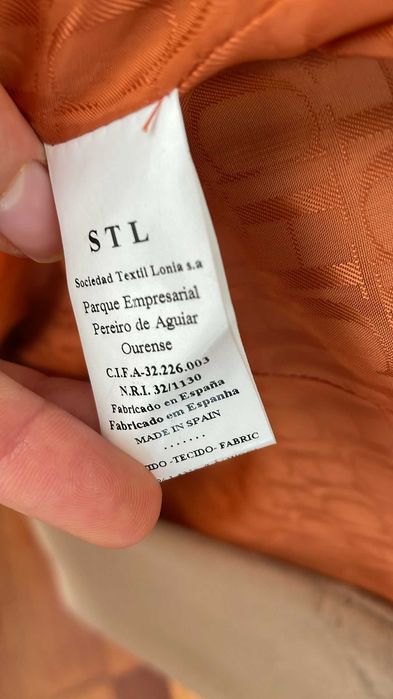 STL
Sociedad Textil Lonia s.a
Parque Empresarial
Pereiro de Aguiar
Ourense
C.I.F.A-32.226.003
N.R.I. 32/1130
Fabricado en España
Fabricado em Espanha
MADE IN SPAIN
.......
IDO -TECIDO- FABRIC